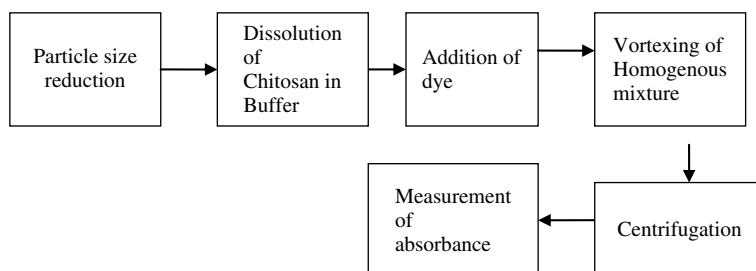 Particle size
reduction
Dissolution
of
Chitosan in
Buffer
Addition of
dye
Vortexing of
Homogenous
mixture
Measurement
of
absorbance
Centrifugation